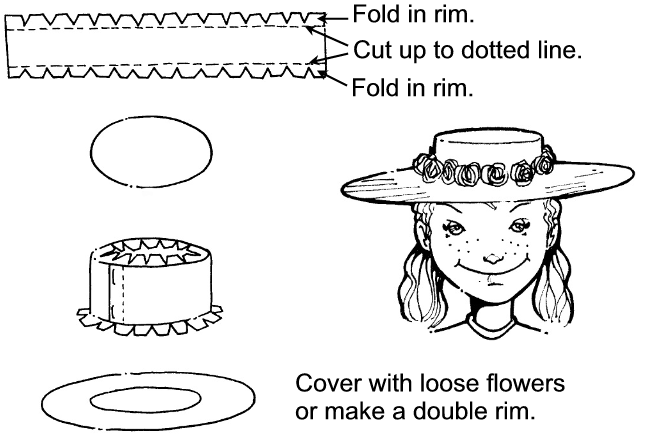 Fold in rim.
Cut up to dotted line.
Fold in rim.
Cover with loose flowers
or make a double rim.